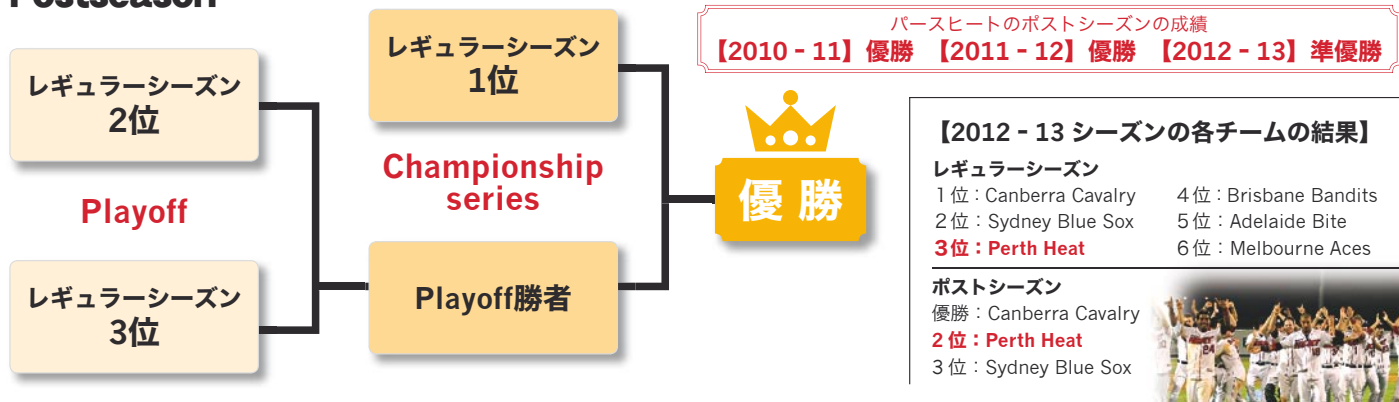 Postseason
レギュラーシーズン
2位
Playoff
レギュラーシーズン
3位
レギュラーシーズン
1位
Championship
series
Playoff勝者
優 勝
パースヒートのポストシーズンの成績
【2010 - 11】優勝 【2011 - 12】優勝 【2012 - 13】準優勝
【2012 - 13 シーズンの各チームの結果】
レギュラーシーズン
1位：Canberra Cavalry
2位：Sydney Blue Sox
3位：Perth Heat
4位：Brisbane Bandits
5位：Adelaide Bite
6位：Melbourne Aces
ポストシーズン
優勝：Canberra Cavalry
2位：Perth Heat
3位：Sydney Blue Sox